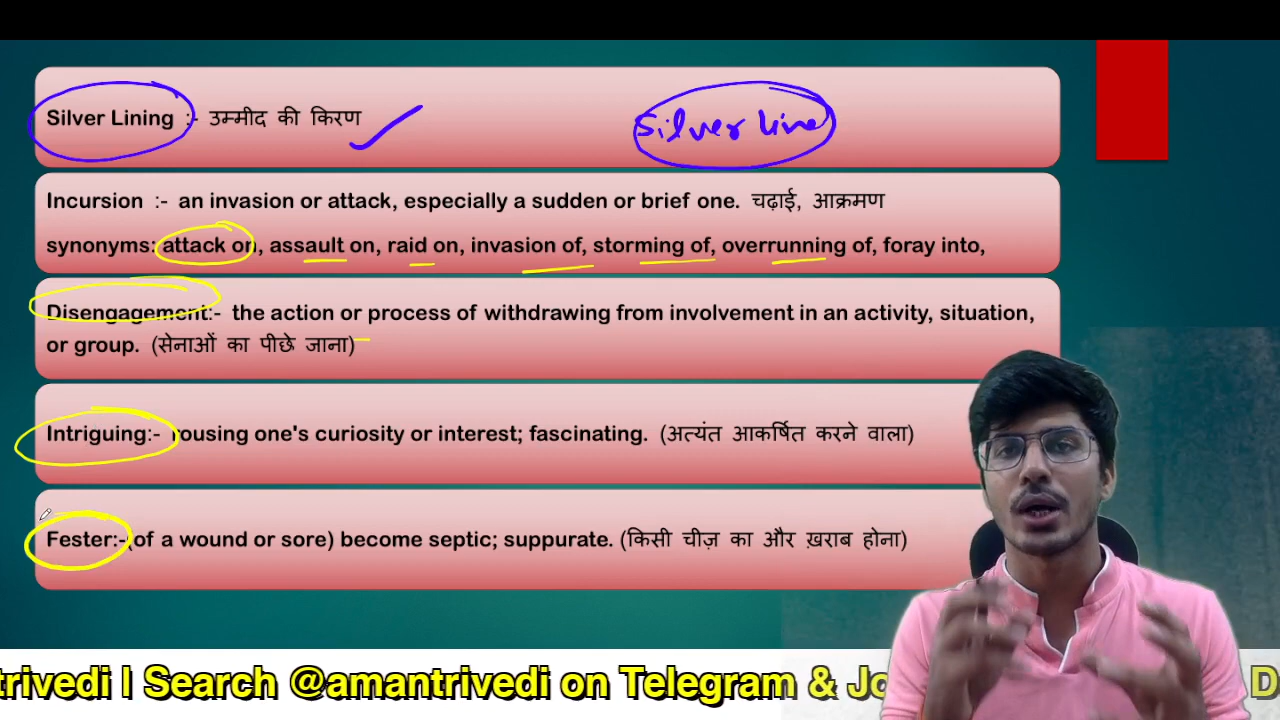 Silver Lining :- उम्मीद की किरण
Silver line
Incursion :- an invasion or attack, especially a sudden or brief one. चढ़ाई, आक्रमण
synonyms: attack on, assault on, raid on, invasion of, storming of, overrunning of, foray into,
Disengagement:- the action or process of withdrawing from involvement in an activity, situation,
or group. (सेनाओं का पीछे जाना)
Intriguing:- rousing one's curiosity or interest; fascinating. (अत्यंत आकर्षित करने वाला)
Fester:-(of a wound or sore) become septic; suppurate. (किसी चीज़ का और ख़राब होना)
trivedi l Search @amantrivedi on Telegram & Jo D